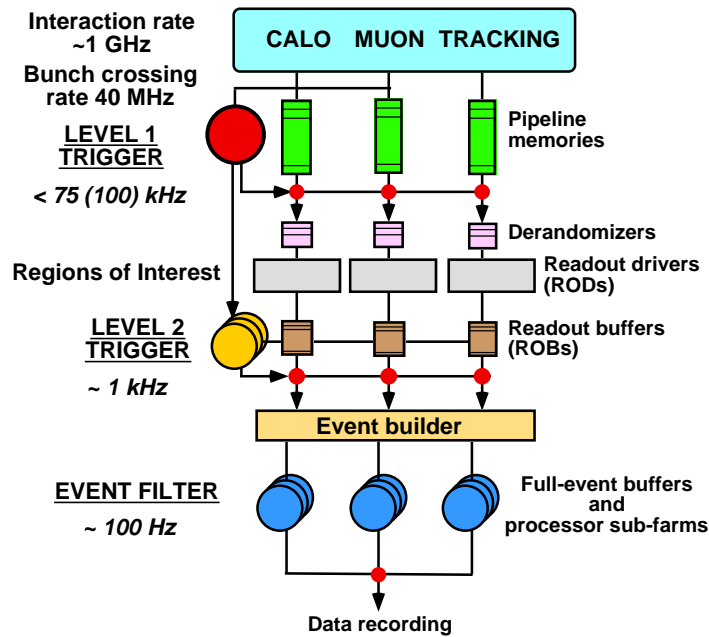 Interaction rate
~1 GHz
CALO MUON TRACKING
Bunch crossing
rate 40 MHz
Pipeline
memories
LEVEL 1
TRIGGER
< 75 (100) kHz
Derandomizers
Regions of Interest
Readout drivers
(RODs)
LEVEL 2
TRIGGER
Readout buffers
(ROBs)
~ 1 kHz
Event builder
EVENT FILTER
~ 100 Hz
Full-event buffers
and
processor sub-farms
Data recording